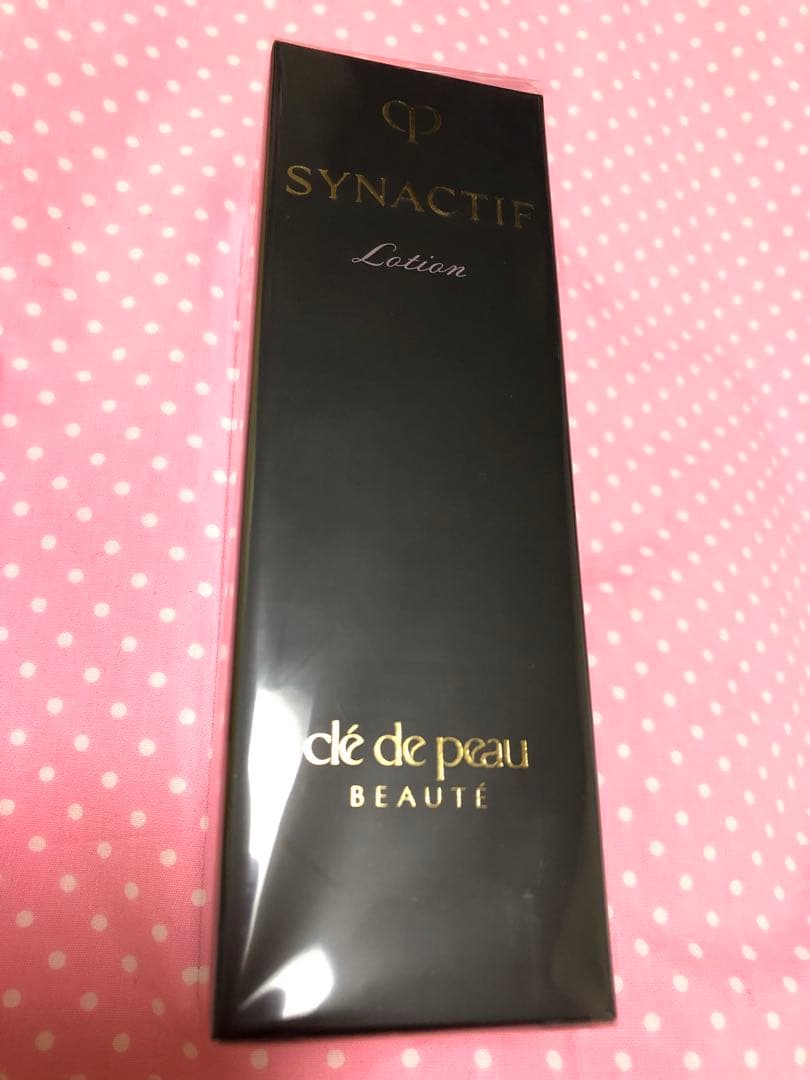 SYNACTIF
Lotion
clé de peau
BEAUTÉ